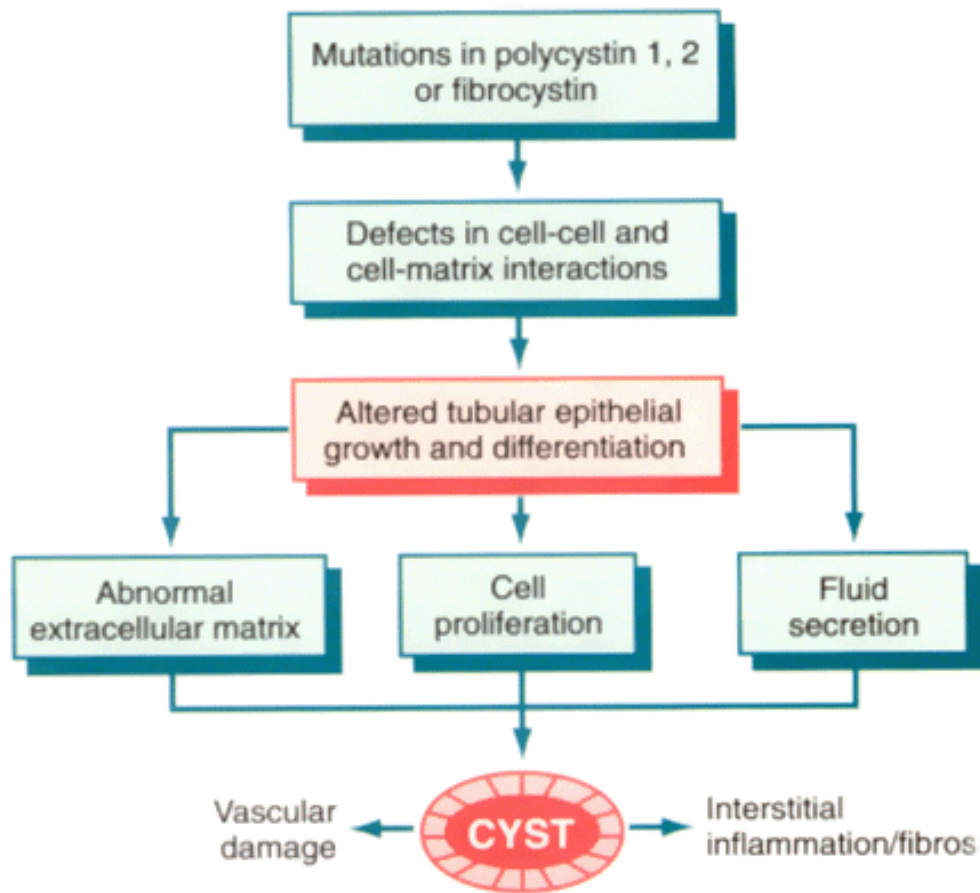 Mutations in polycystin 1, 2
or fibrocystin
Defects in cell-cell and
cell-matrix interactions
Altered tubular epithelial
growth and differentiation
Abnormal
extracellular matrix
Cell
proliferation
Fluid
secretion
Vascular
damage
CYST
Interstitial
inflammation/fibros